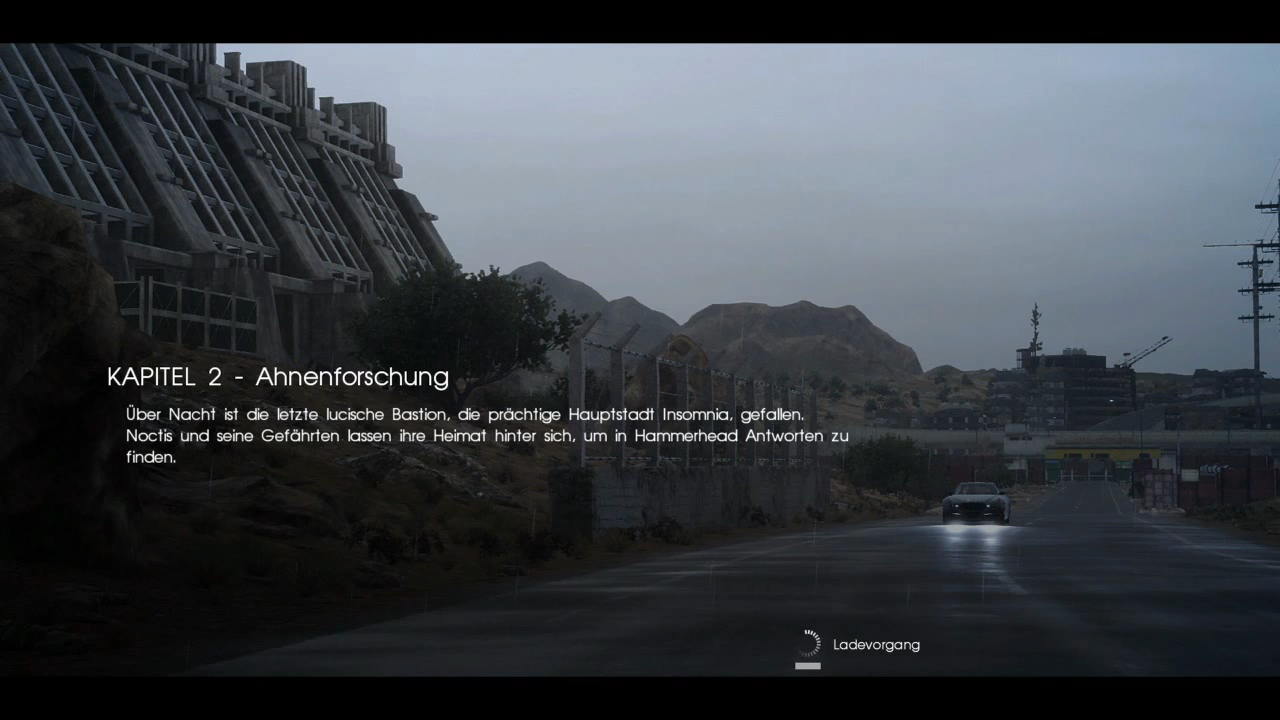 KAPITEL 2 - Ahnenforschung
Über Nacht ist die letzte lucische Bastion, die prächtige Hauptstadt Insomnia, gefallen.
Noctis und seine Gefährten lassen ihre Heimat hinter sich, um in Hammerhead Antworten zu
finden.
Ladevorgang